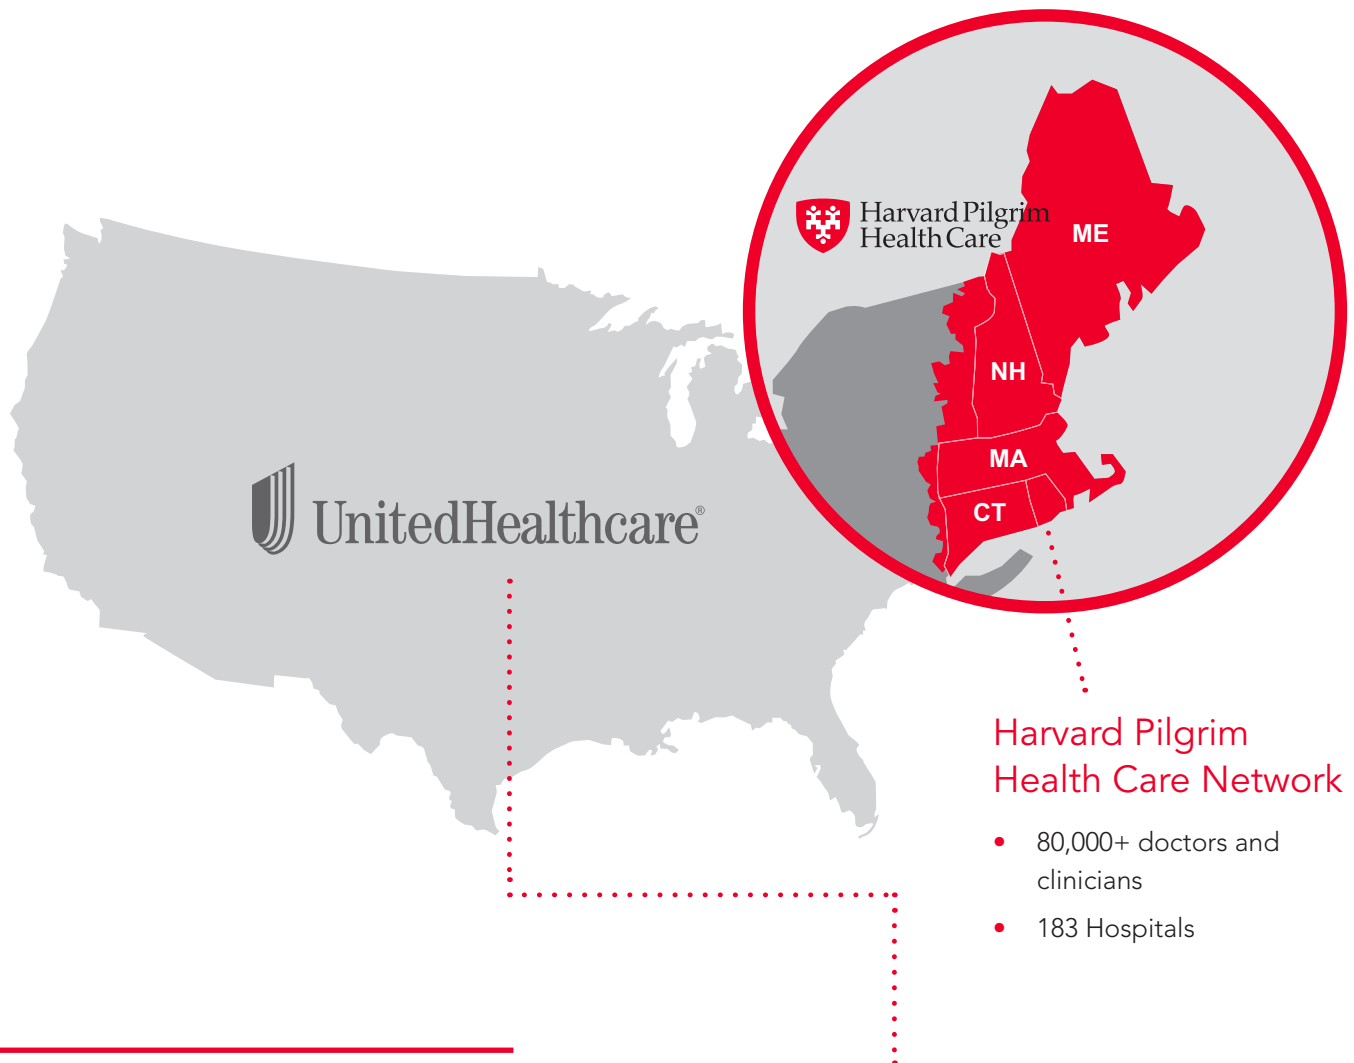 Harvard Pilgrim
Health Care
ME
NH
MA
CT
UnitedHealthcare®
Harvard Pilgrim
Health Care Network
• 80,000+ doctors and
clinicians
• 183 Hospitals